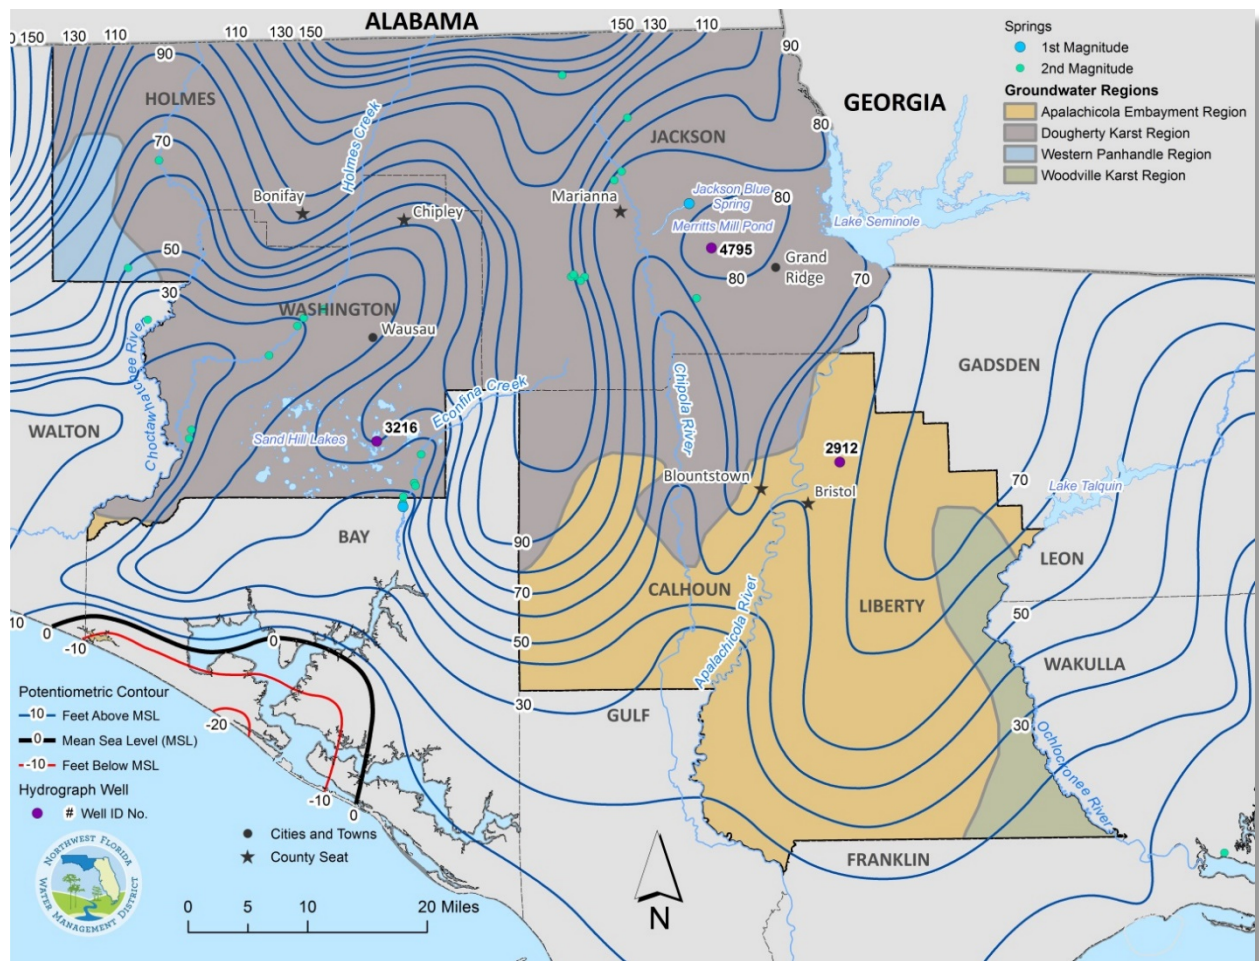 ALABAMA
0 150 130 110 110 130 150 150 130 110
90
90
HOLMES
GEORGIA
JACKSON
80
70
Holmes Creek
Bonifay
Chipley
Marianna
Jackson Blue
Spring
80
Merritts Mill Pond
Lake Seminole
4795
Grand
Ridge
80
70
50
30
WASHINGTON
Wausau
Choctawhatchee River
GADSDEN
Econfina Creek
Chipola River
WALTON
3216
Sand Hill Lakes
2912
Blountstown
Bristol
70
Lake Talquin
BAY
90
LEON
70
CALHOUN
LIBERTY
50
50
Apalachicola River
WAKULLA
10
0
-10
0
30
GULF
30
Ochlockonee River
-20
-10
0
FRANKLIN
Springs
1st Magnitude
2nd Magnitude
Groundwater Regions
Apalachicola Embayment Region
Dougherty Karst Region
Western Panhandle Region
Woodville Karst Region
Potentiometric Contour
10 Feet Above MSL
0 Mean Sea Level (MSL)
-10 Feet Below MSL
Hydrograph Well
# Well ID No.
Cities and Towns
County Seat
NORTHWEST FLORIDA
WATER MANAGEMENT DISTRICT
0 5 10 20 Miles
N